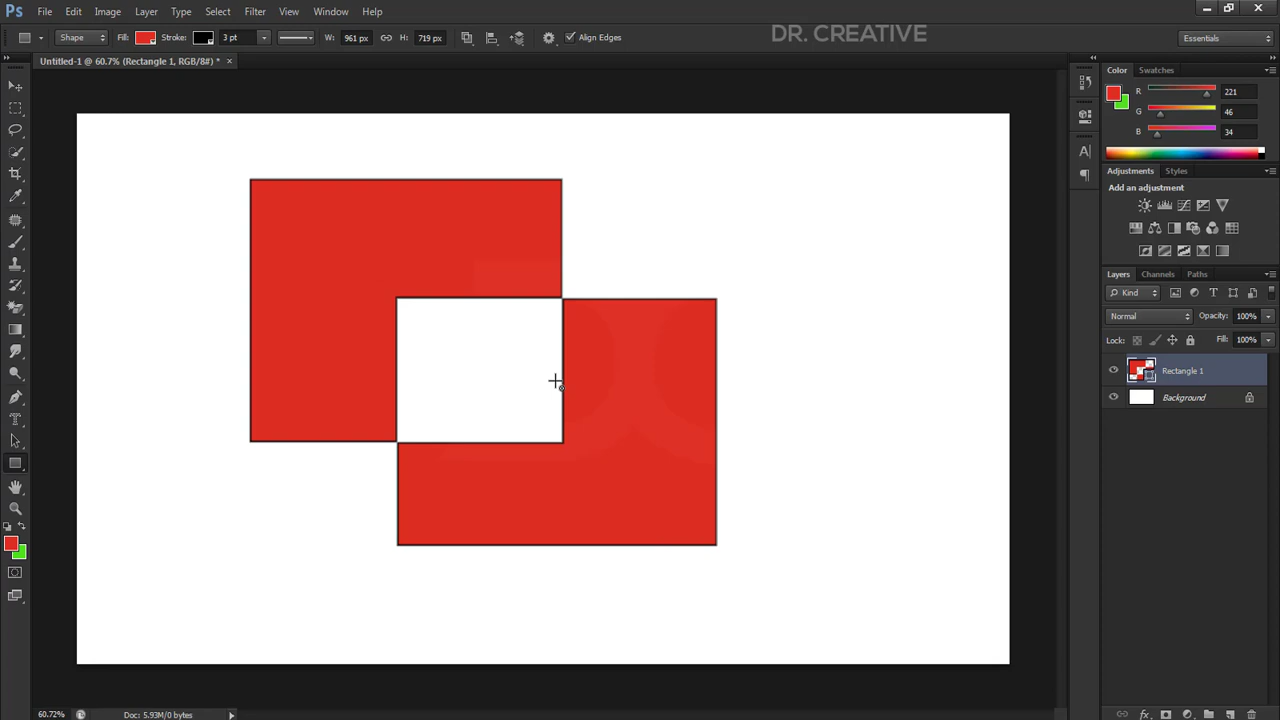 Ps File Edit Image Layer Type Select Filter View Window Help
Shape Fill: Stroke: 3 pt W: 961 px H: 719 px Align Edges DR. CREATIVE Essentials
Untitled-1 @ 60.7% (Rectangle 1, RGB/8#) * ×
Color Swatches
R 221
G 46
B 34
Adjustments Styles
Add an adjustment
Layers Channels Paths
Kind
Normal Opacity: 100%
Lock: Fill: 100%
Rectangle 1
Background
60.72% Doc: 5.93M/0 bytes